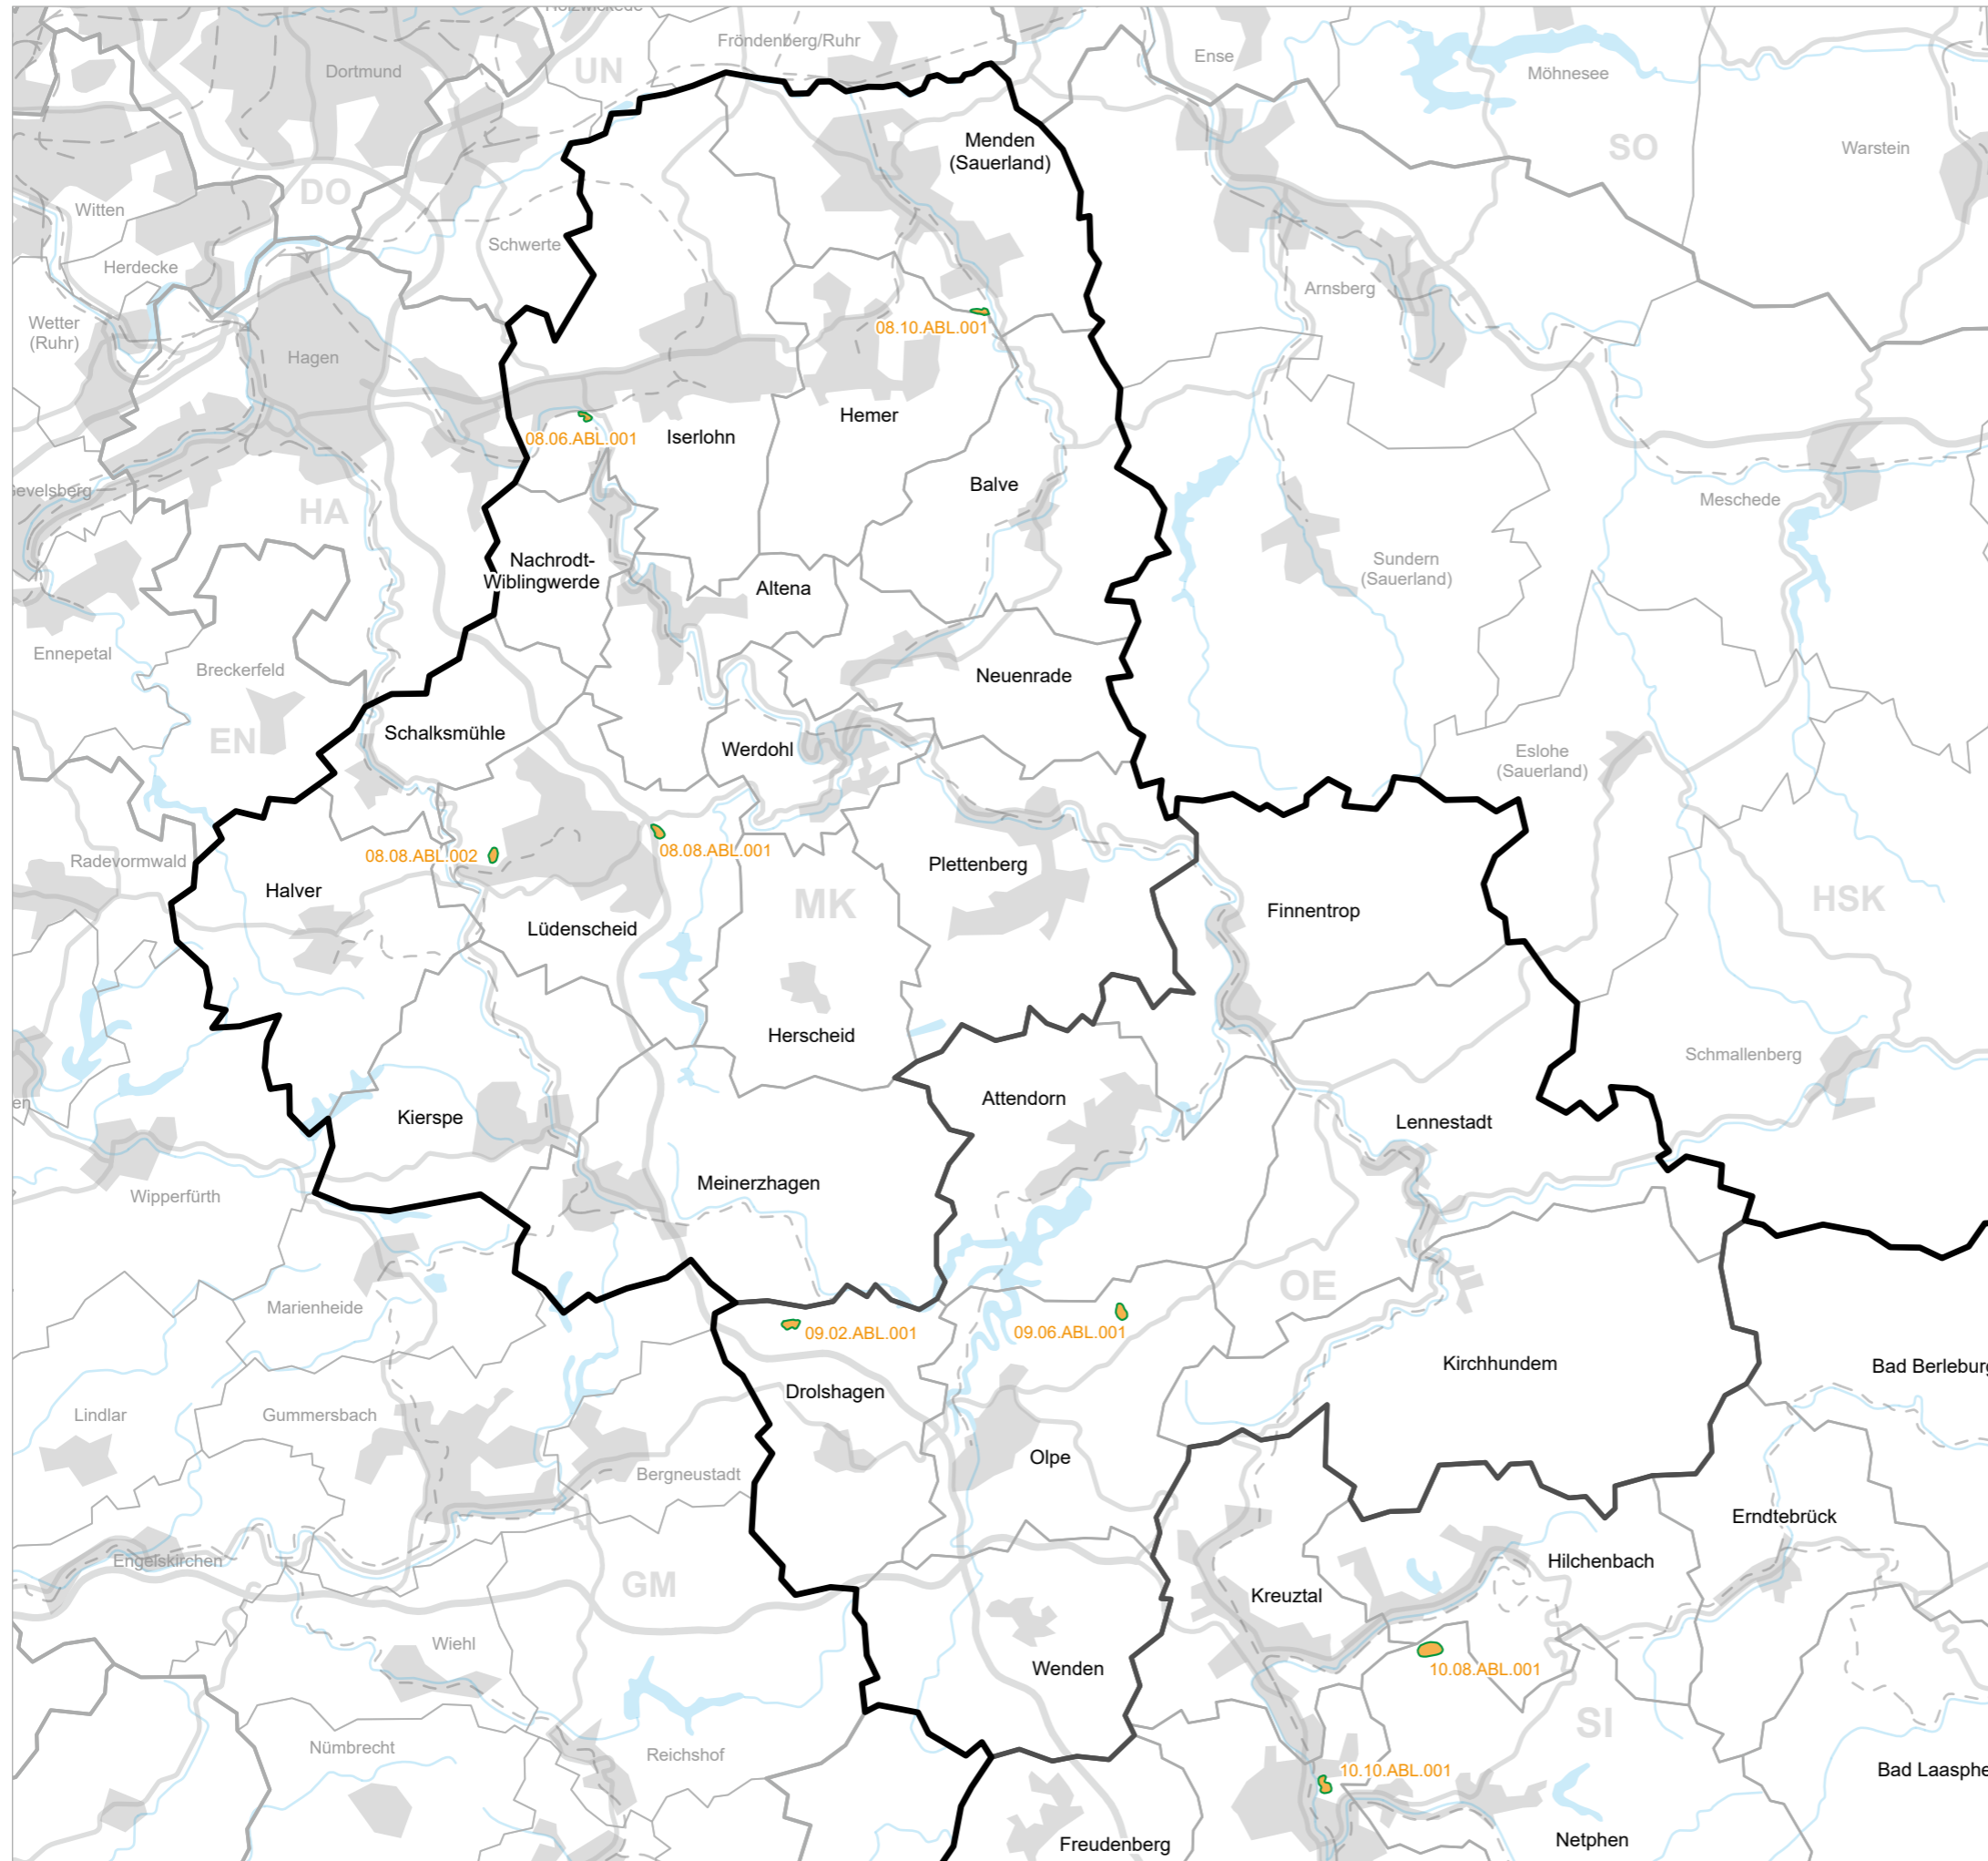 Holzwickede
Fröndenberg/Ruhr
Ense
Dortmund
UN
Möhnesee
Menden
(Sauerland)
SO
Warstein
DO
Witten
Schwerte
Herdecke
Arnsberg
Wetter
(Ruhr)
08.10.ABL.001
Hagen
Hemer
Iserlohn
08.06.ABL.001
Balve
Gevelsberg
Meschede
HA
Nachrodt-
Wiblingwerde
Sundern
(Sauerland)
Altena
Ennepetal
Breckerfeld
Neuenrade
EN
Schalksmühle
Werdohl
Eslohe
(Sauerland)
08.08.ABL.001
08.08.ABL.002
Radevormwald
Plettenberg
Halver
MK
HSK
Finnentrop
Lüdenscheid
Herscheid
Schmallenberg
en
Attendorn
Kierspe
Lennestadt
Meinerzhagen
Wipperfürth
OE
Marienheide
09.02.ABL.001
09.06.ABL.001
Kirchhundem
Bad Berleburg
Drolshagen
Lindlar
Gummersbach
Olpe
Bergneustadt
Erndtebrück
Engelskirchen
Hilchenbach
GM
Kreuztal
Wiehl
Wenden
10.08.ABL.001
SI
Nümbrecht
Reichshof
10.10.ABL.001
Bad Laasphe
Freudenberg
Netphen